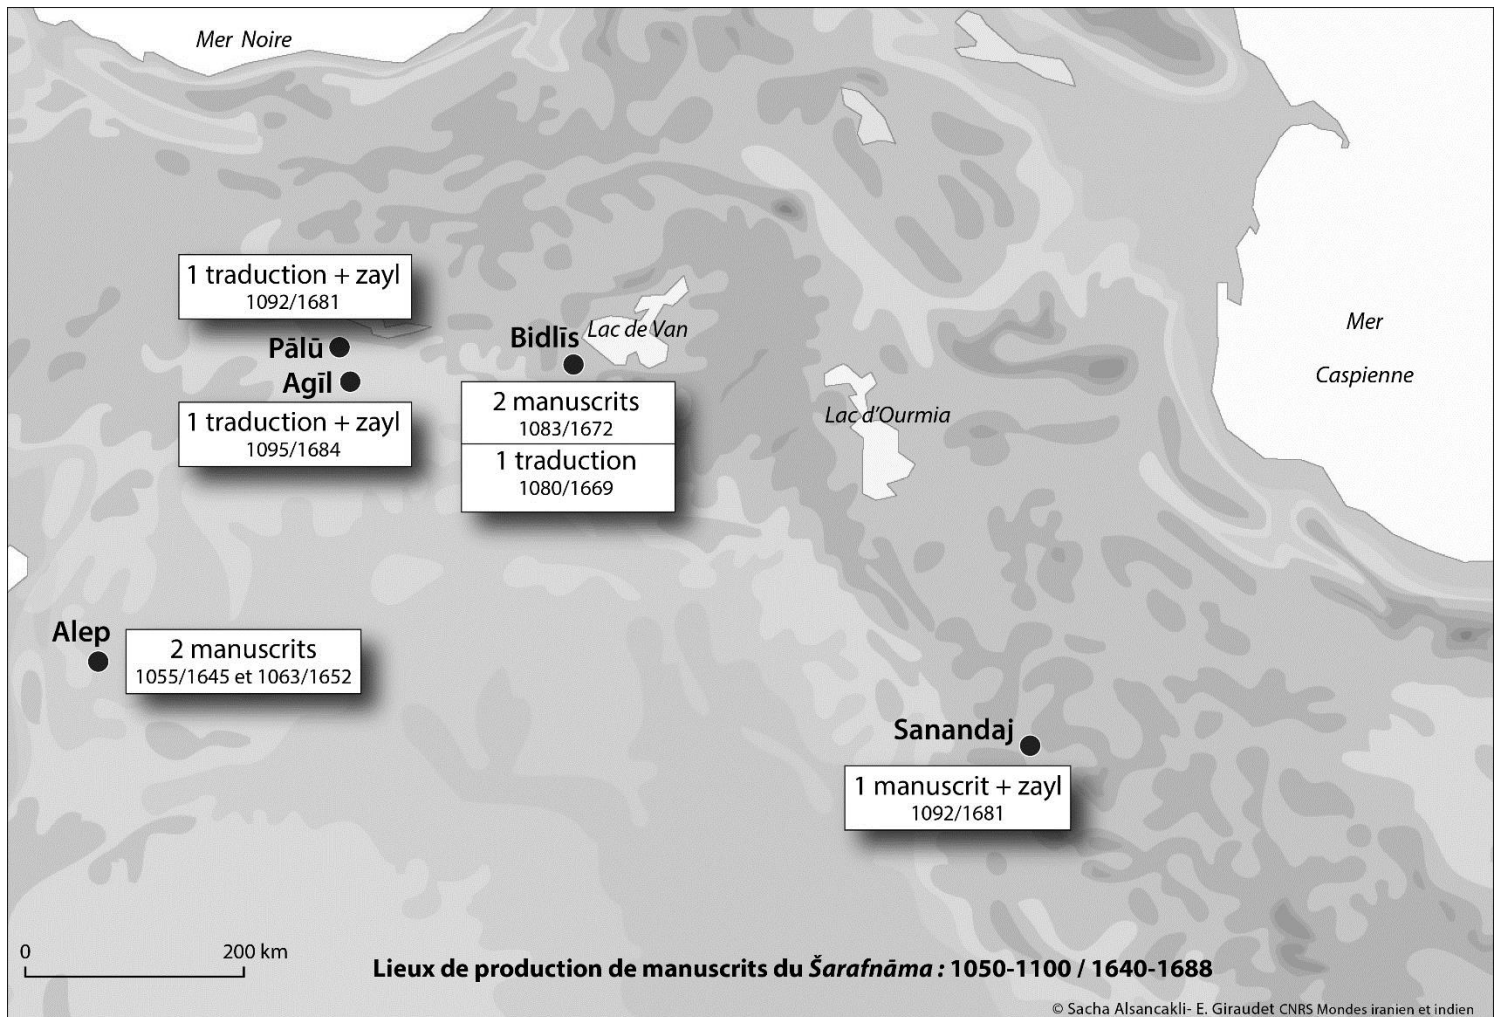 Mer Noire
1 traduction + zayl
1092/1681
Pālū
Agīl
1 traduction + zayl
1095/1684
Bidlīs
Lac de Van
2 manuscrits
1083/1672
1 traduction
1080/1669
Mer
Caspienne
Lac d'Ourmia
Alep
2 manuscrits
1055/1645 et 1063/1652
Sanandaj
1 manuscrit + zayl
1092/1681
0
200 km
Lieux de production de manuscrits du Šarafnāma : 1050-1100 / 1640-1688
© Sacha Alsancakli- E. Giraudet CNRS Mondes iranien et indien